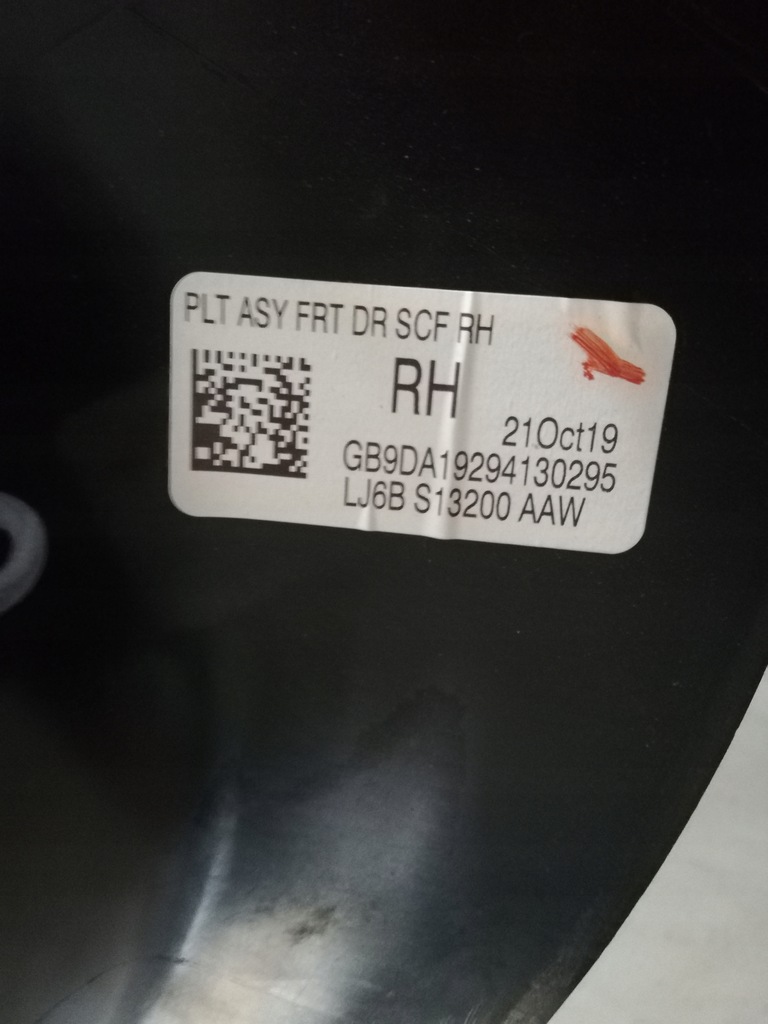 PLT ASY FRT DR SCF RH
RH
21Oct19
GB9DA19294130295
LJ6B S13200 AAW